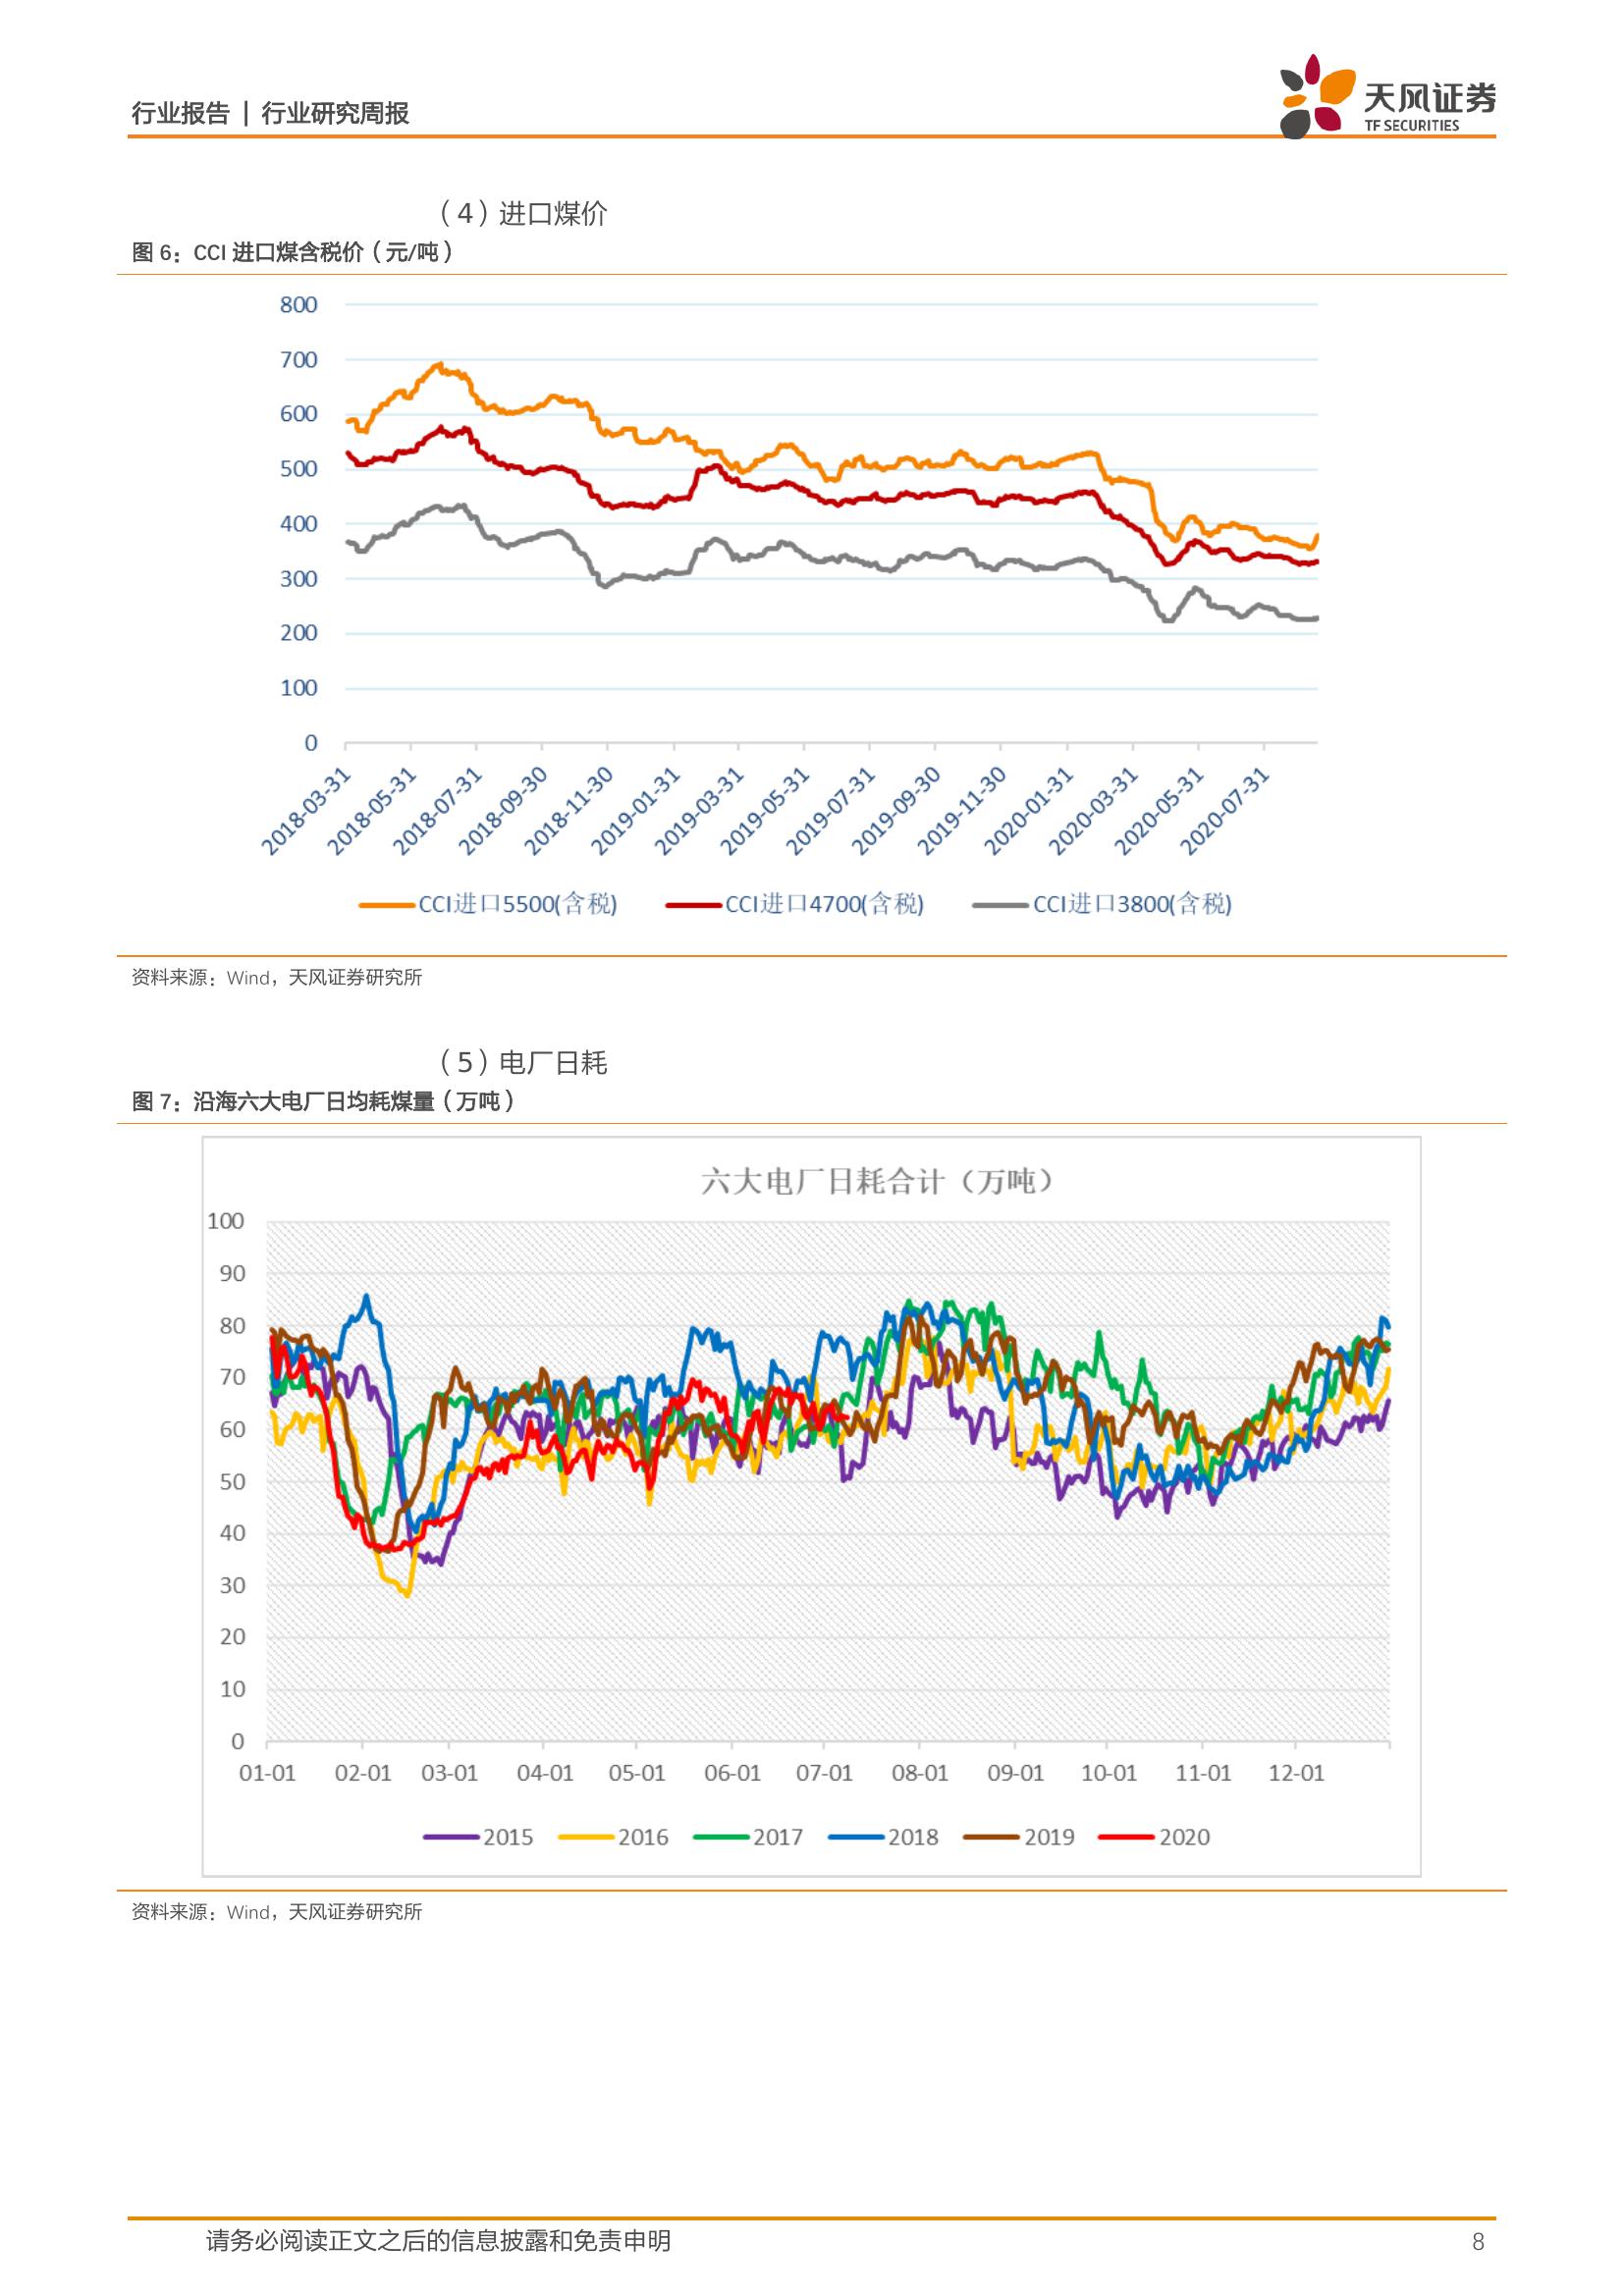 行业报告 | 行业研究周报
天风证券
TF SECURITIES
（4）进口煤价
图 6：CCI 进口煤含税价（元/吨）
800
700
600
500
400
300
200
100
0
2018-03-31
2018-05-31
2018-07-31
2018-09-30
2018-11-30
2019-01-31
2019-03-31
2019-05-31
2019-07-31
2019-09-30
2019-11-30
2020-01-31
2020-03-31
2020-05-31
2020-07-31
CCI进口5500(含税) CCI进口4700(含税) CCI进口3800(含税)
资料来源：Wind，天风证券研究所
（5）电厂日耗
图 7：沿海六大电厂日均耗煤量（万吨）
六大电厂日耗合计（万吨）
100
90
80
70
60
50
40
30
20
10
0
01-01 02-01 03-01 04-01 05-01 06-01 07-01 08-01 09-01 10-01 11-01 12-01
2015 2016 2017 2018 2019 2020
资料来源：Wind，天风证券研究所
请务必阅读正文之后的信息披露和免责申明 8